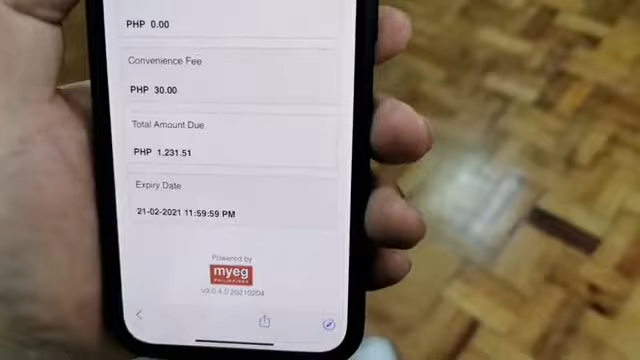 PHP 0.00
Convenience Fee
PHP 30.00
Total Amount Due
PHP 1,231.51
Expiry Date
21-02-2021 11:59:59 PM
Powered by
myeg
PHILIPPINES